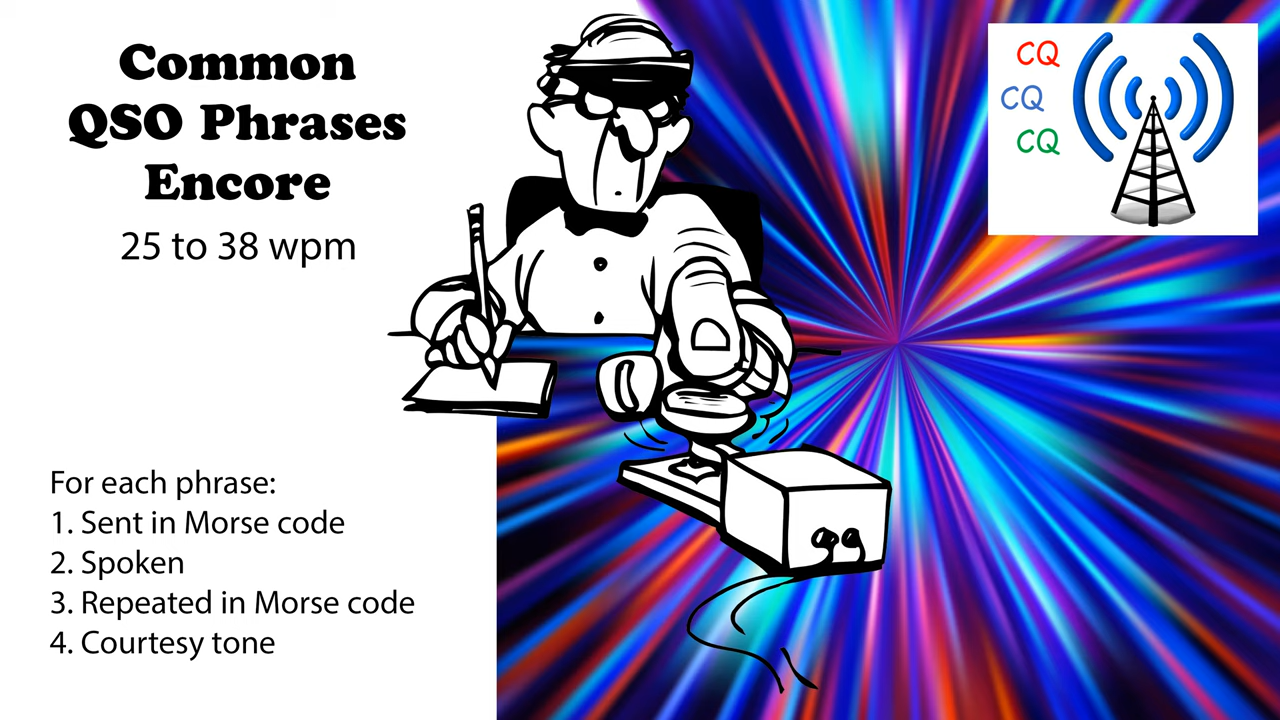 Common
QSO Phrases
Encore
25 to 38 wpm
CQ
CQ
CQ
For each phrase:
1. Sent in Morse code
2. Spoken
3. Repeated in Morse code
4. Courtesy tone